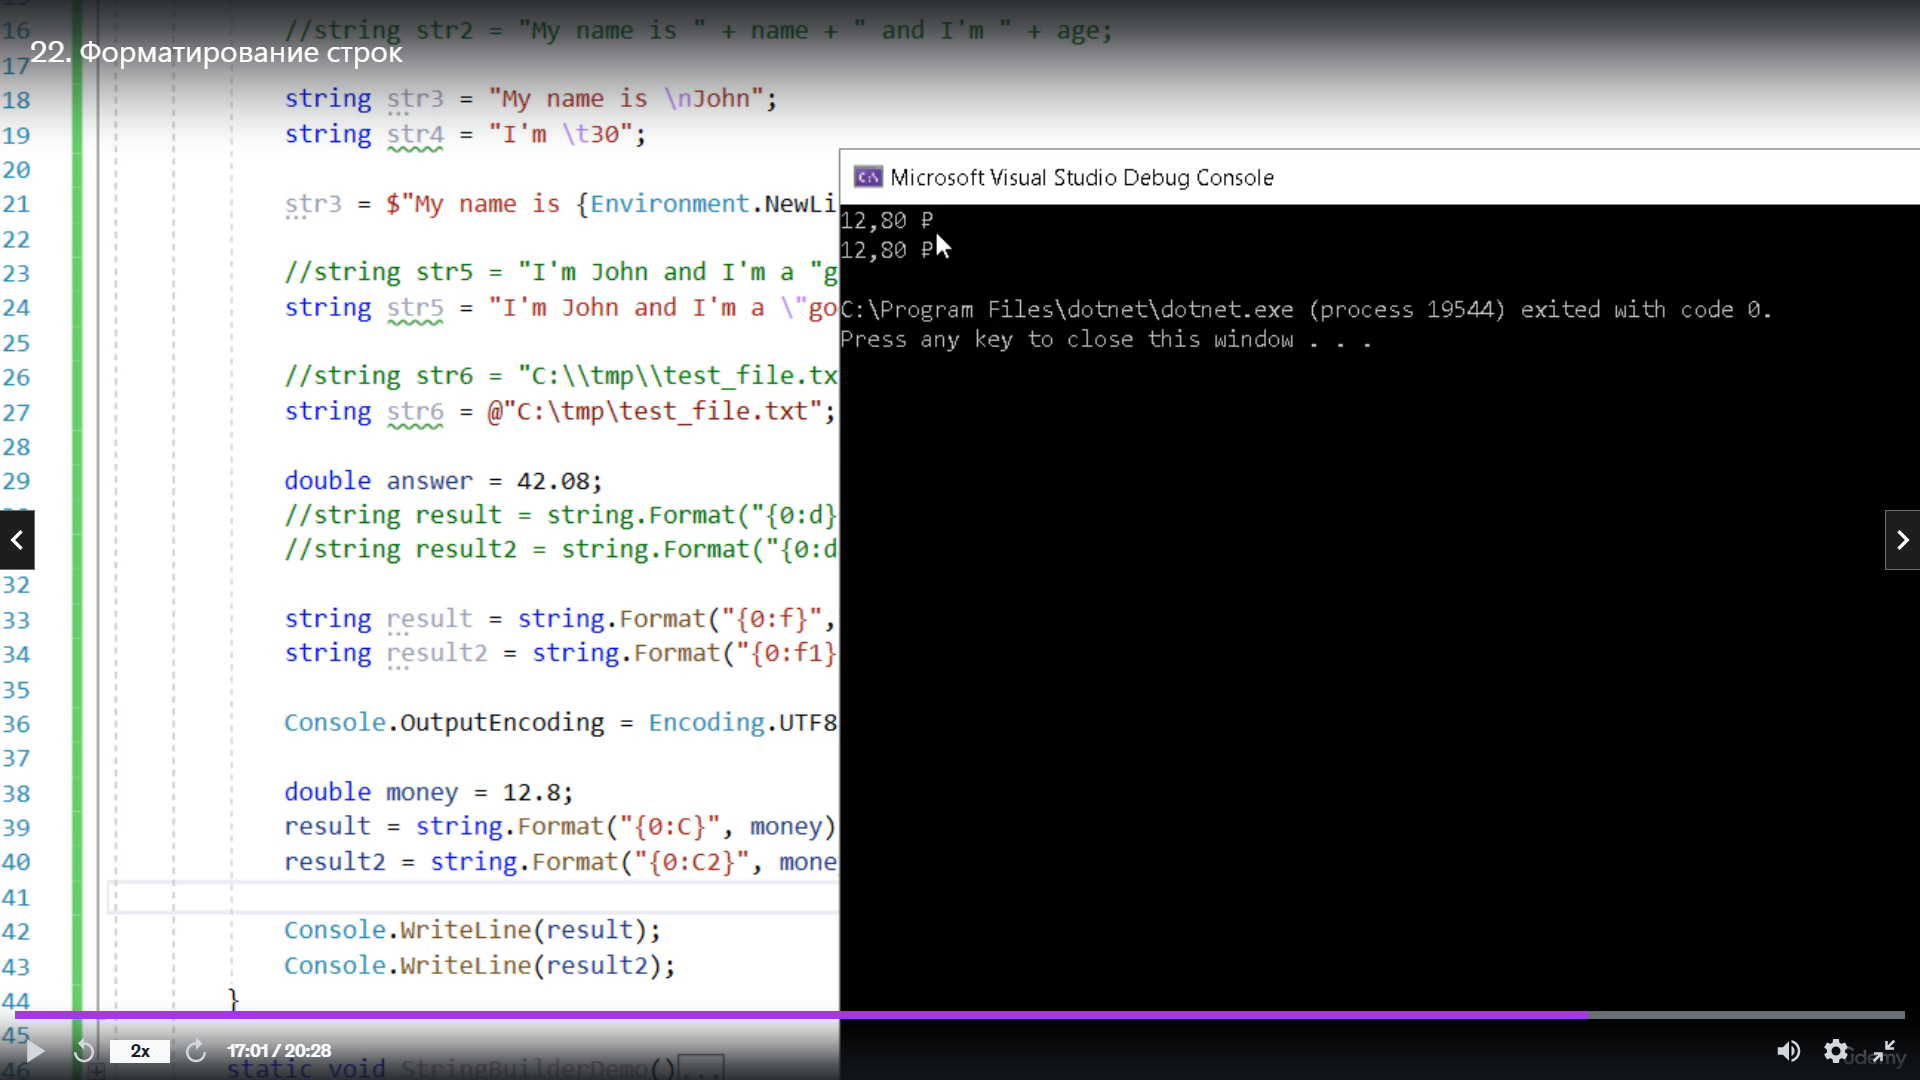 16 //string str2 = "My name is " + name + " and I'm " + age;
22. Форматирование строк
17
18 string str3 = "My name is \nJohn";
19 string str4 = "I'm \t30";
20
21 str3 = $"My name is {Environment.NewLi
22
23 //string str5 = "I'm John and I'm a "g
24 string str5 = "I'm John and I'm a \"go
25
26 //string str6 = "C:\\tmp\\test_file.tx
27 string str6 = @"C:\tmp\test_file.txt";
28
29 double answer = 42.08;
//string result = string.Format("{0:d}
//string result2 = string.Format("{0:d
32
33 string result = string.Format("{0:f}",
34 string result2 = string.Format("{0:f1}
35
36 Console.OutputEncoding = Encoding.UTF8
37
38 double money = 12.8;
39 result = string.Format("{0:C}", money)
40 result2 = string.Format("{0:C2}", mone
41
42 Console.WriteLine(result);
43 Console.WriteLine(result2);
44 }
45
46 static void StringBuilderDemo()...
Microsoft Visual Studio Debug Console
12,80 ₽
12,80 ₽
C:\Program Files\dotnet\dotnet.exe (process 19544) exited with code 0.
Press any key to close this window . . .
2x
17:01 / 20:28
udemy